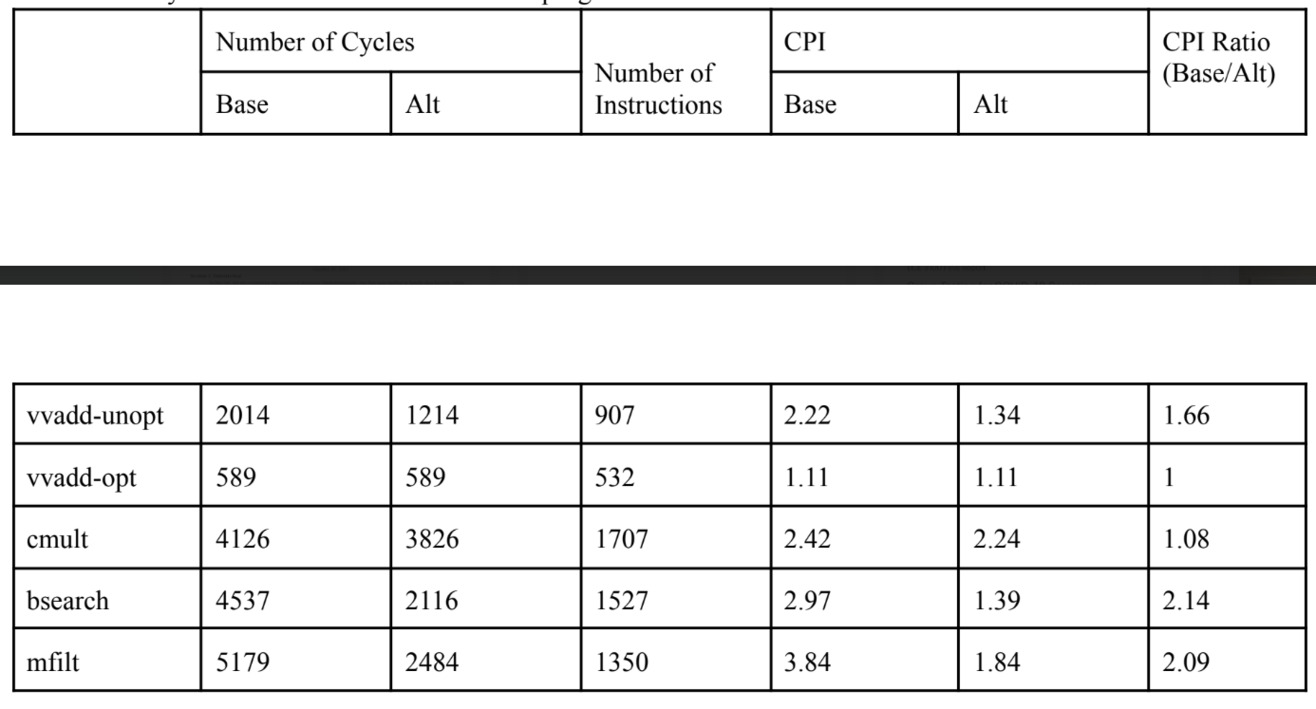 Number of Cycles Number of Instructions CPI CPI Ratio (Base/Alt)
Base Alt Base Alt
vvadd-unopt 2014 1214 907 2.22 1.34 1.66
vvadd-opt 589 589 532 1.11 1.11 1
cmult 4126 3826 1707 2.42 2.24 1.08
bsearch 4537 2116 1527 2.97 1.39 2.14
mfilt 5179 2484 1350 3.84 1.84 2.09